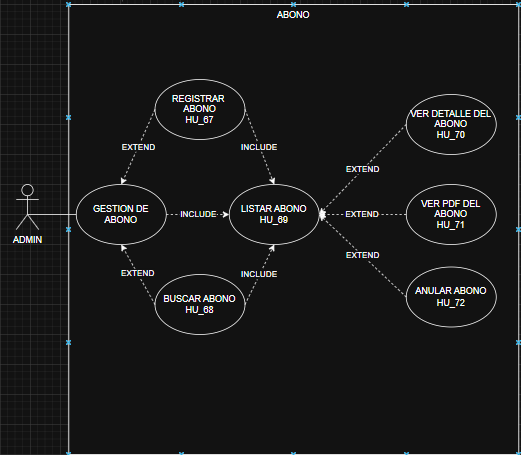 ABONO
REGISTRAR
ABONO
HU_67
VER DETALLE DEL
ABONO
HU_70
EXTEND
INCLUDE
EXTEND
GESTION DE
ABONO
INCLUDE
LISTAR ABONO
HU_69
EXTEND
VER PDF DEL
ABONO
HU_71
ADMIN
EXTEND
EXTEND
INCLUDE
BUSCAR ABONO
HU_68
ANULAR ABONO
HU_72